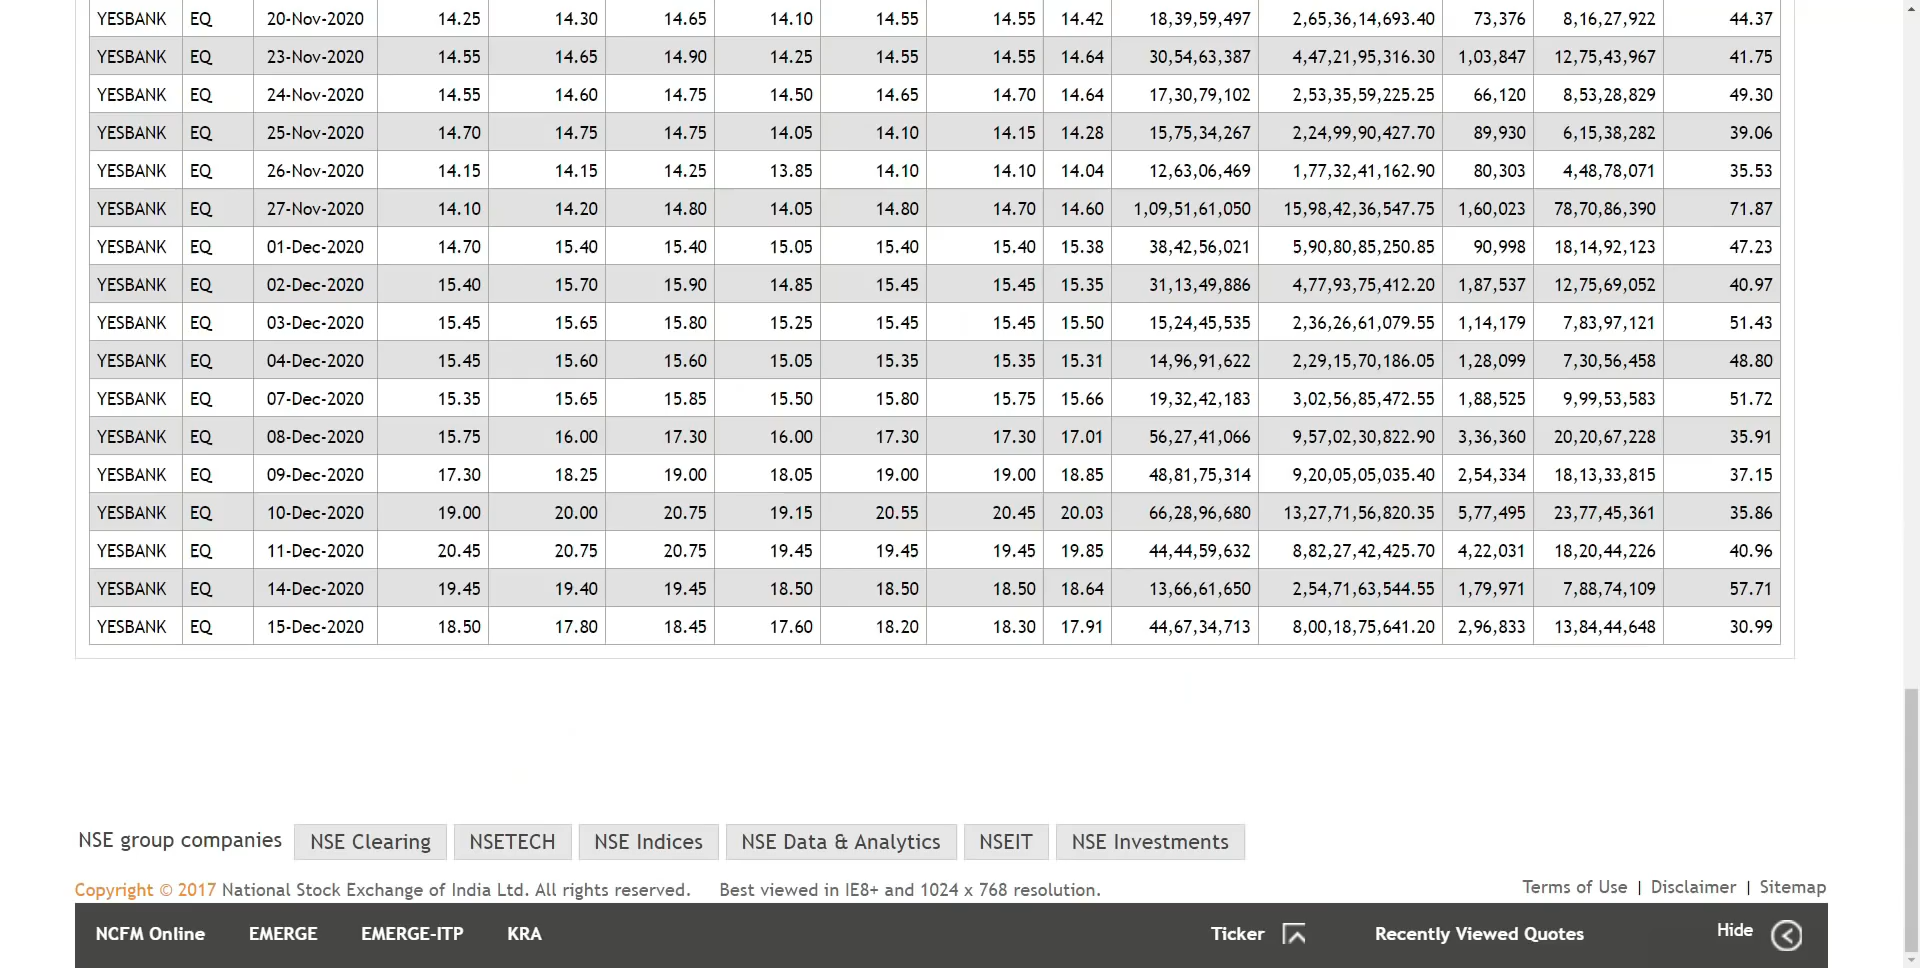 YESBANK EQ 20-Nov-2020 14.25 14.30 14.65 14.10 14.55 14.55 14.42 18,39,59,497 2,65,36,14,693.40 73,376 8,16,27,922 44.37
YESBANK EQ 23-Nov-2020 14.55 14.65 14.90 14.25 14.55 14.55 14.64 30,54,63,387 4,47,21,95,316.30 1,03,847 12,75,43,967 41.75
YESBANK EQ 24-Nov-2020 14.55 14.60 14.75 14.50 14.65 14.70 14.64 17,30,79,102 2,53,35,59,225.25 66,120 8,53,28,829 49.30
YESBANK EQ 25-Nov-2020 14.70 14.75 14.75 14.05 14.10 14.15 14.28 15,75,34,267 2,24,99,90,427.70 89,930 6,15,38,282 39.06
YESBANK EQ 26-Nov-2020 14.15 14.15 14.25 13.85 14.10 14.10 14.04 12,63,06,469 1,77,32,41,162.90 80,303 4,48,78,071 35.53
YESBANK EQ 27-Nov-2020 14.10 14.20 14.80 14.05 14.80 14.70 14.60 1,09,51,61,050 15,98,42,36,547.75 1,60,023 78,70,86,390 71.87
YESBANK EQ 01-Dec-2020 14.70 15.40 15.40 15.05 15.40 15.40 15.38 38,42,56,021 5,90,80,85,250.85 90,998 18,14,92,123 47.23
YESBANK EQ 02-Dec-2020 15.40 15.70 15.90 14.85 15.45 15.45 15.35 31,13,49,886 4,77,93,75,412.20 1,87,537 12,75,69,052 40.97
YESBANK EQ 03-Dec-2020 15.45 15.65 15.80 15.25 15.45 15.45 15.50 15,24,45,535 2,36,26,61,079.55 1,14,179 7,83,97,121 51.43
YESBANK EQ 04-Dec-2020 15.45 15.60 15.60 15.05 15.35 15.35 15.31 14,96,91,622 2,29,15,70,186.05 1,28,099 7,30,56,458 48.80
YESBANK EQ 07-Dec-2020 15.35 15.65 15.85 15.50 15.80 15.75 15.66 19,32,42,183 3,02,56,85,472.55 1,88,525 9,99,53,583 51.72
YESBANK EQ 08-Dec-2020 15.75 16.00 17.30 16.00 17.30 17.30 17.01 56,27,41,066 9,57,02,30,822.90 3,36,360 20,20,67,228 35.91
YESBANK EQ 09-Dec-2020 17.30 18.25 19.00 18.05 19.00 19.00 18.85 48,81,75,314 9,20,05,05,035.40 2,54,334 18,13,33,815 37.15
YESBANK EQ 10-Dec-2020 19.00 20.00 20.75 19.15 20.55 20.45 20.03 66,28,96,680 13,27,71,56,820.35 5,77,495 23,77,45,361 35.86
YESBANK EQ 11-Dec-2020 20.45 20.75 20.75 19.45 19.45 19.45 19.85 44,44,59,632 8,82,27,42,425.70 4,22,031 18,20,44,226 40.96
YESBANK EQ 14-Dec-2020 19.45 19.40 19.45 18.50 18.50 18.50 18.64 13,66,61,650 2,54,71,63,544.55 1,79,971 7,88,74,109 57.71
YESBANK EQ 15-Dec-2020 18.50 17.80 18.45 17.60 18.20 18.30 17.91 44,67,34,713 8,00,18,75,641.20 2,96,833 13,84,44,648 30.99
NSE group companies NSE Clearing NSETECH NSE Indices NSE Data & Analytics NSEIT NSE Investments
Copyright © 2017 National Stock Exchange of India Ltd. All rights reserved. Best viewed in IE8+ and 1024 x 768 resolution. Terms of Use | Disclaimer | Sitemap
NCFM Online EMERGE EMERGE-ITP KRA Ticker Recently Viewed Quotes Hide